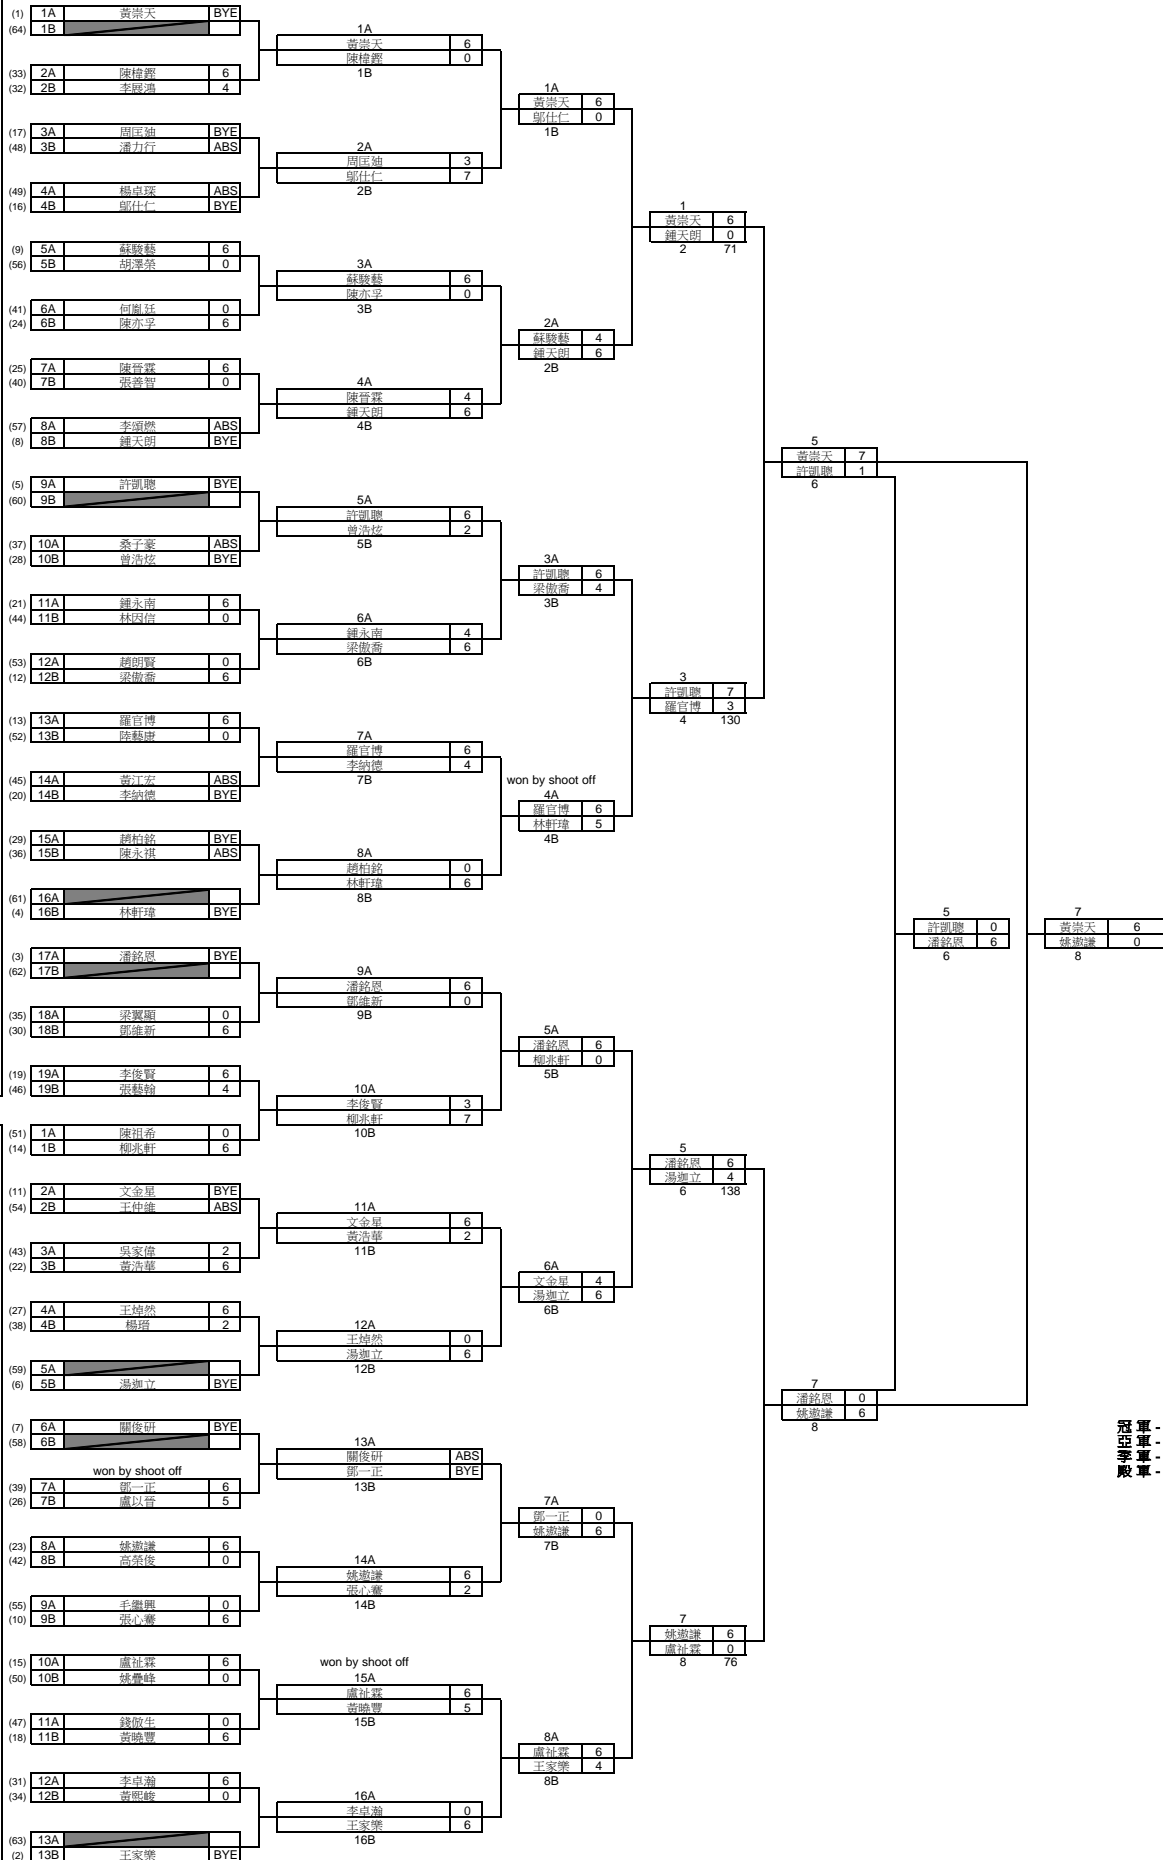 (1) 1A 黃崇天 BYE
(64) 1B
(33) 2A 陳樟鏗 6
(32) 2B 李展鴻 4
(17) 3A 周匡迪 BYE
(48) 3B 潘力行 ABS
(49) 4A 楊卓琛 ABS
(16) 4B 鄔仕仁 BYE
(9) 5A 蘇駿藝 6
(56) 5B 胡澤榮 0
(41) 6A 何胤廷 0
(24) 6B 陳亦孚 6
(25) 7A 陳晉霖 6
(40) 7B 張善智 0
(57) 8A 李頌燃 ABS
(8) 8B 鍾天朗 BYE
(5) 9A 許凱聰 BYE
(60) 9B
(37) 10A 桑子豪 ABS
(28) 10B 曾浩炫 BYE
(21) 11A 鍾永南 6
(44) 11B 林因信 0
(53) 12A 趙朗賢 0
(12) 12B 梁傲喬 6
(13) 13A 羅官博 6
(52) 13B 陸藝康 0
(45) 14A 黃江宏 ABS
(20) 14B 李納德 BYE
(29) 15A 趙柏銘 BYE
(36) 15B 陳永祺 ABS
(61) 16A
(4) 16B 林軒瑋 BYE
(3) 17A 潘銘恩 BYE
(62) 17B
(35) 18A 梁翼顯 0
(30) 18B 鄧維新 6
(19) 19A 李俊賢 6
(46) 19B 張藝翰 4
(51) 1A 陳祖希 0
(14) 1B 柳兆軒 6
(11) 2A 文金星 BYE
(54) 2B 王仲維 ABS
(43) 3A 吳家偉 2
(22) 3B 黃浩華 6
(27) 4A 王焯然 6
(38) 4B 楊瑨 2
(59) 5A
(6) 5B 湯迦立 BYE
(7) 6A 關俊研 BYE
(58) 6B
won by shoot off
(39) 7A 鄧一正 6
(26) 7B 盧以晉 5
(23) 8A 姚遨謙 6
(42) 8B 高榮俊 0
(55) 9A 毛繼興 0
(10) 9B 張心騫 6
(15) 10A 盧祉霖 6
(50) 10B 姚疊峰 0
(47) 11A 錢倣生 0
(18) 11B 黃曉豐 6
(31) 12A 李卓瀚 6
(34) 12B 黃熙峻 0
(63) 13A
(2) 13B 王家樂 BYE
1A
黃崇天 6
陳樟鏗 0
1B
2A
周匡迪 3
鄔仕仁 7
2B
3A
蘇駿藝 6
陳亦孚 0
3B
4A
陳晉霖 4
鍾天朗 6
4B
5A
許凱聰 6
曾浩炫 2
5B
6A
鍾永南 4
梁傲喬 6
6B
7A
羅官博 6
李納德 4
7B
8A
趙柏銘 0
林軒瑋 6
8B
9A
潘銘恩 6
鄧維新 0
9B
10A
李俊賢 3
柳兆軒 7
10B
11A
文金星 6
黃浩華 2
11B
12A
王焯然 0
湯迦立 6
12B
13A
關俊研 ABS
鄧一正 BYE
13B
14A
姚遨謙 6
張心騫 2
14B
won by shoot off
15A
盧祉霖 6
黃曉豐 5
15B
16A
李卓瀚 0
王家樂 6
16B
1A
黃崇天 6
鄔仕仁 0
1B
2A
蘇駿藝 4
鍾天朗 6
2B
3A
許凱聰 6
梁傲喬 4
3B
won by shoot off
4A
羅官博 6
林軒瑋 5
4B
5A
潘銘恩 6
柳兆軒 0
5B
6A
文金星 4
湯迦立 6
6B
7A
鄧一正 0
姚遨謙 6
7B
8A
盧祉霖 6
王家樂 4
8B
1
黃崇天 6
鍾天朗 0
2 71
3
許凱聰 7
羅官博 3
4 130
5
潘銘恩 6
湯迦立 4
6 138
7
姚遨謙 6
盧祉霖 0
8 76
5
黃崇天 7
許凱聰 1
6
7
潘銘恩 0
姚遨謙 6
8
5
許凱聰 0
潘銘恩 6
6
7
黃崇天 6
姚遨謙 0
8
冠軍-
亞軍-
季軍-
殿軍-